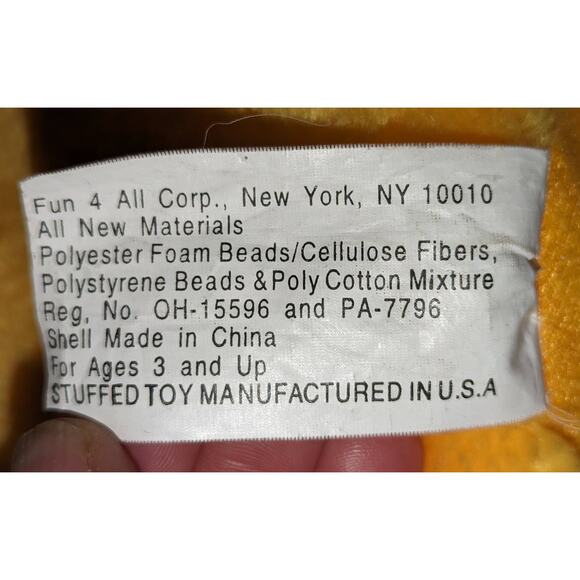 Fun 4 All Corp., New York, NY 10010
All New Materials
Polyester Foam Beads/Cellulose Fibers,
Polystyrene Beads & Poly Cotton Mixture
Reg, No. OH-15596 and PA-7796
Shell Made in China
For Ages 3 and Up
STUFFED TOY MANUFACTURED IN U.S.A